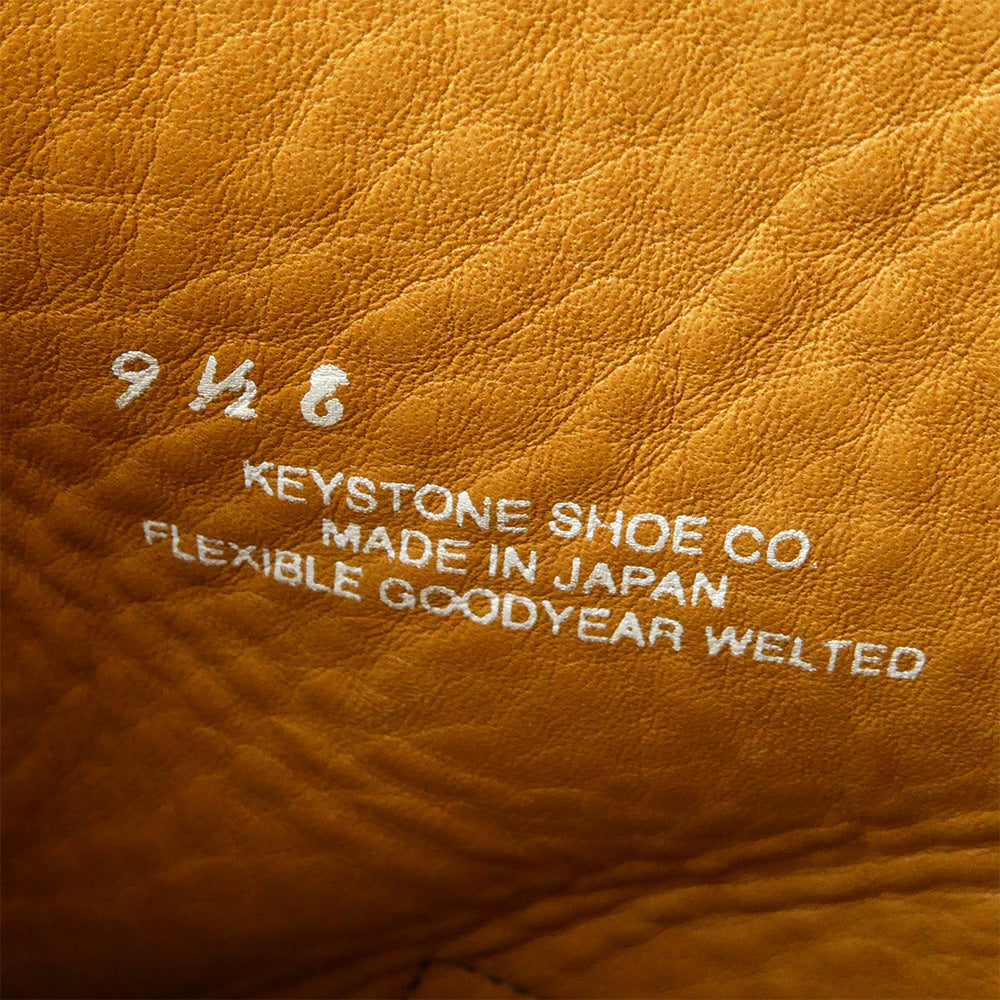 9 ½ E
KEYSTONE SHOE CO.
MADE IN JAPAN
FLEXIBLE GOODYEAR WELTED